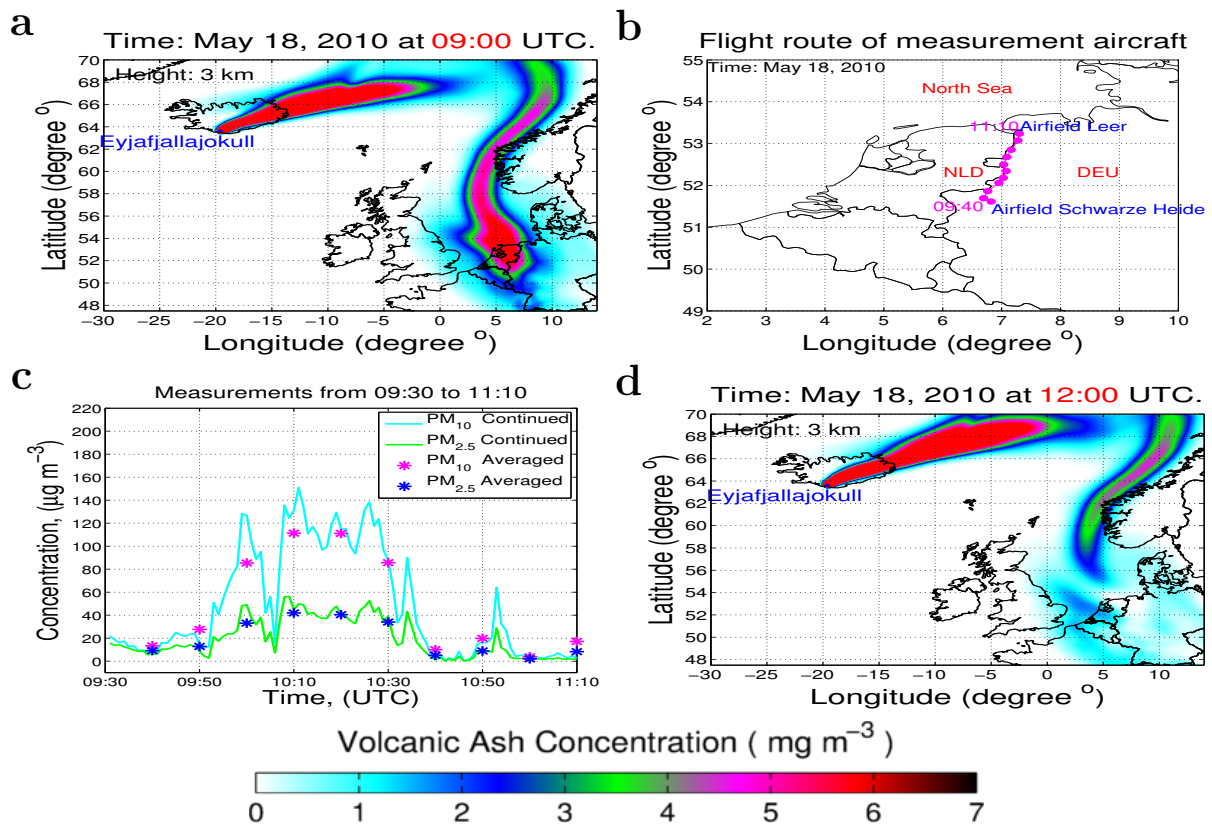 a
Time: May 18, 2010 at 09:00 UTC.
Height: 3 km
Eyjafjallajokull
Latitude (degree °)
70
68
66
64
62
60
58
56
54
52
50
48
−30 −25 −20 −15 −10 −5 0 5 10
Longitude (degree °)
b
Flight route of measurement aircraft
Time: May 18, 2010
North Sea
11:10 Airfield Leer
NLD DEU
09:40 Airfield Schwarze Heide
Latitude (degree °)
55
54
53
52
51
50
49
2 3 4 5 6 7 8 9 10
Longitude (degree °)
c
Measurements from 09:30 to 11:10
PM10 Continued
PM2.5 Continued
PM10 Averaged
PM2.5 Averaged
Concentration, (μg m−3)
220
200
180
160
140
120
100
80
60
40
20
0
09:30 09:50 10:10 10:30 10:50 11:10
Time, (UTC)
d
Time: May 18, 2010 at 12:00 UTC.
Height: 3 km
Eyjafjallajokull
Latitude (degree °)
70
68
66
64
62
60
58
56
54
52
50
48
−30 −25 −20 −15 −10 −5 0 5 10
Longitude (degree °)
Volcanic Ash Concentration ( mg m−3 )
0 1 2 3 4 5 6 7